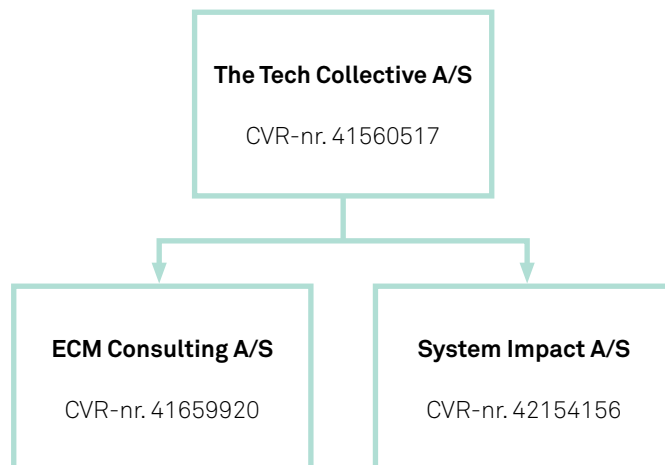 The Tech Collective A/S
CVR-nr. 41560517
ECM Consulting A/S
CVR-nr. 41659920
System Impact A/S
CVR-nr. 42154156